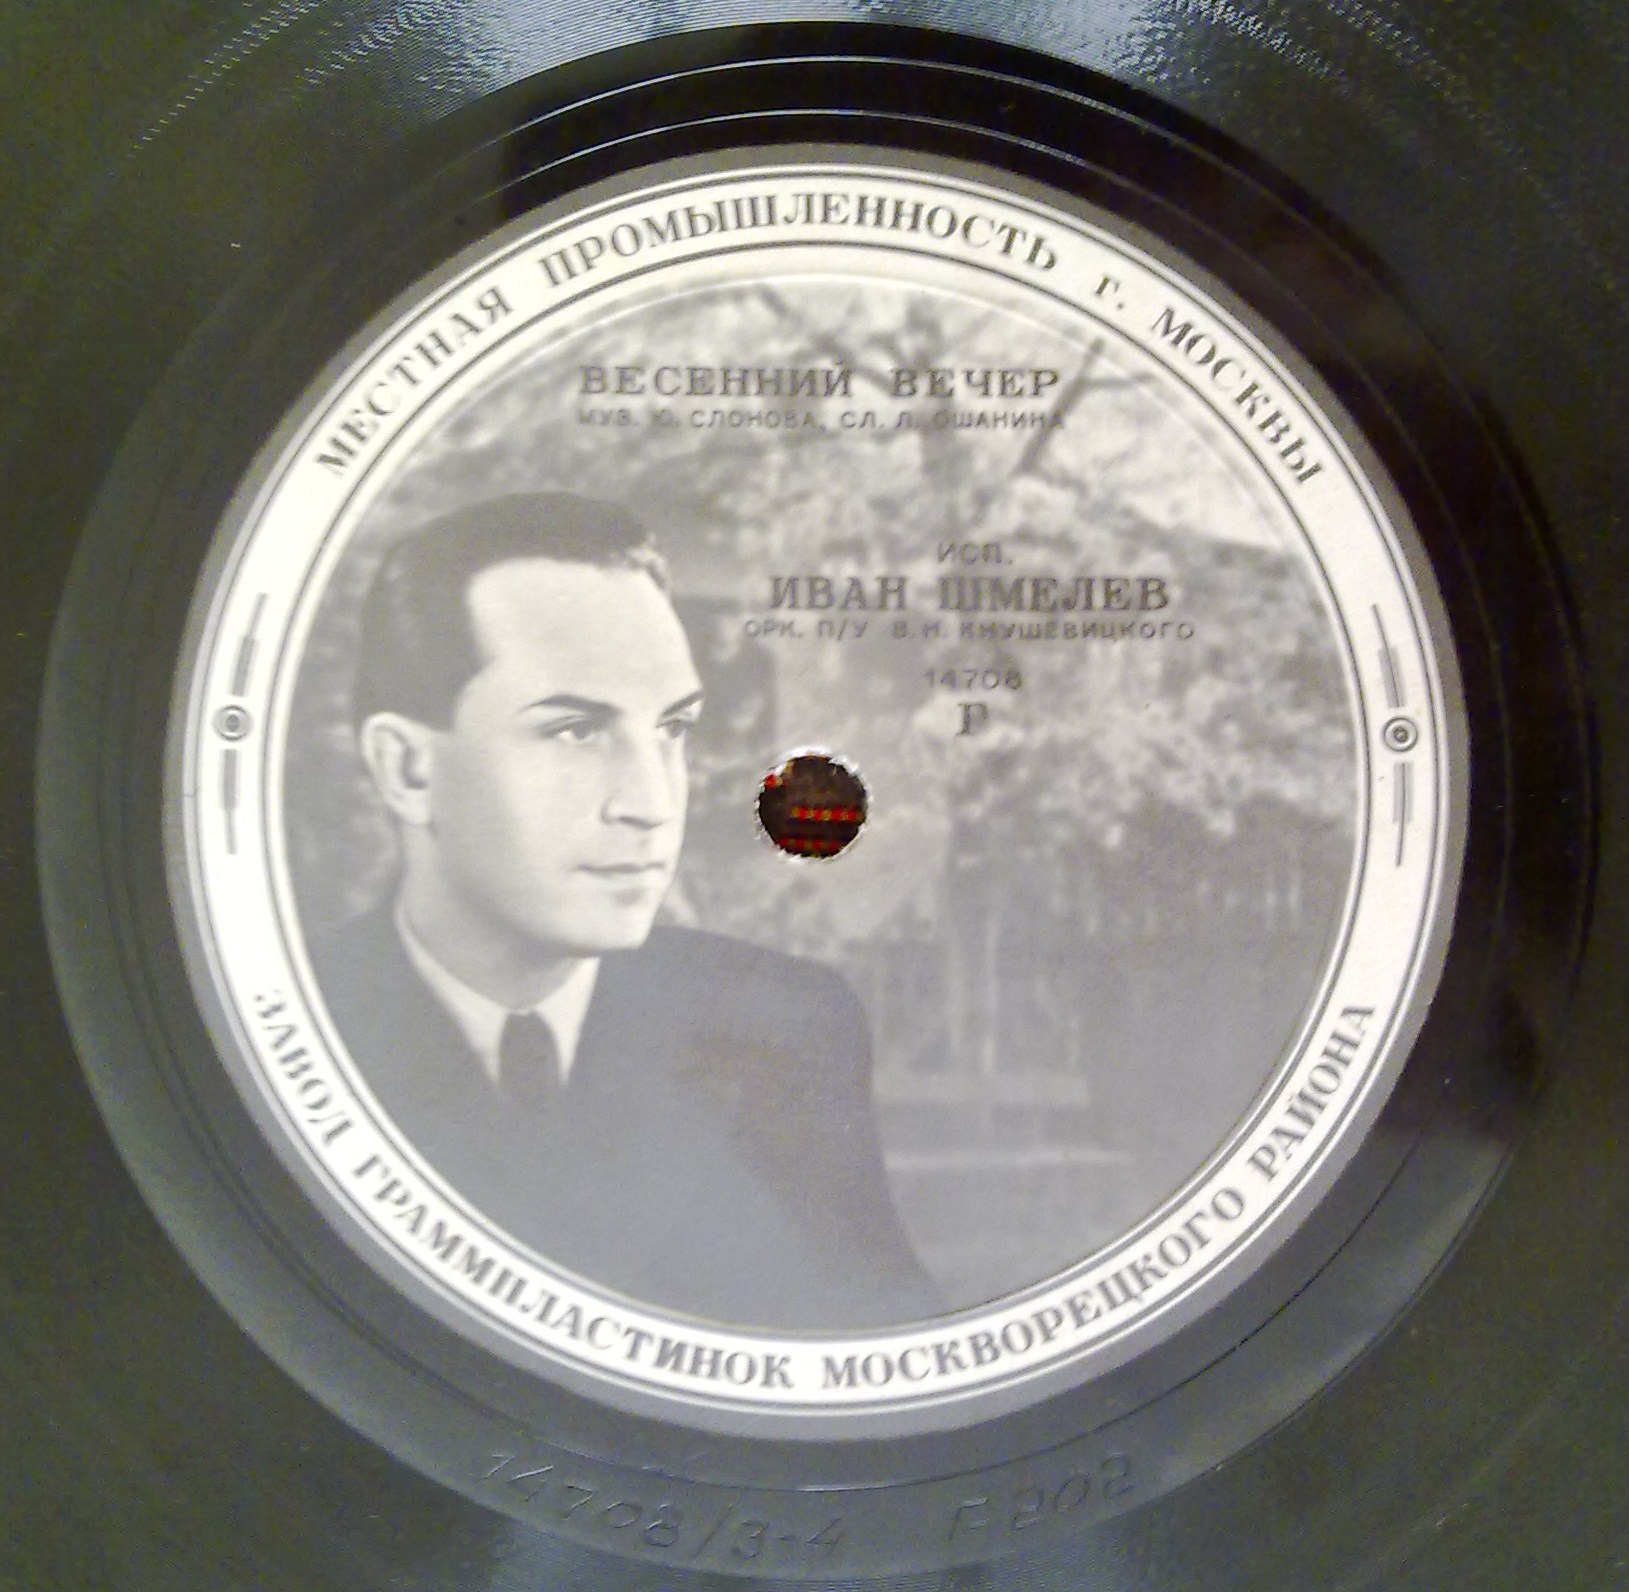 МЕСТНАЯ ПРОМЫШЛЕННОСТЬ г. МОСКВЫ
ВЕСЕННИЙ ВЕЧЕР
МУЗ. Ю. СЛОНОВА, СЛ. Л. ОШАНИНА
ИСП.
ИВАН ШМЕЛЕВ
ОРК. П/У В. Н. КНУШЕВИЦКОГО
14708
Р
ЗАВОД ГРАММПЛАСТИНОК МОСКВОРЕЦКОГО РАЙОНА
14708/3-4 Г 202